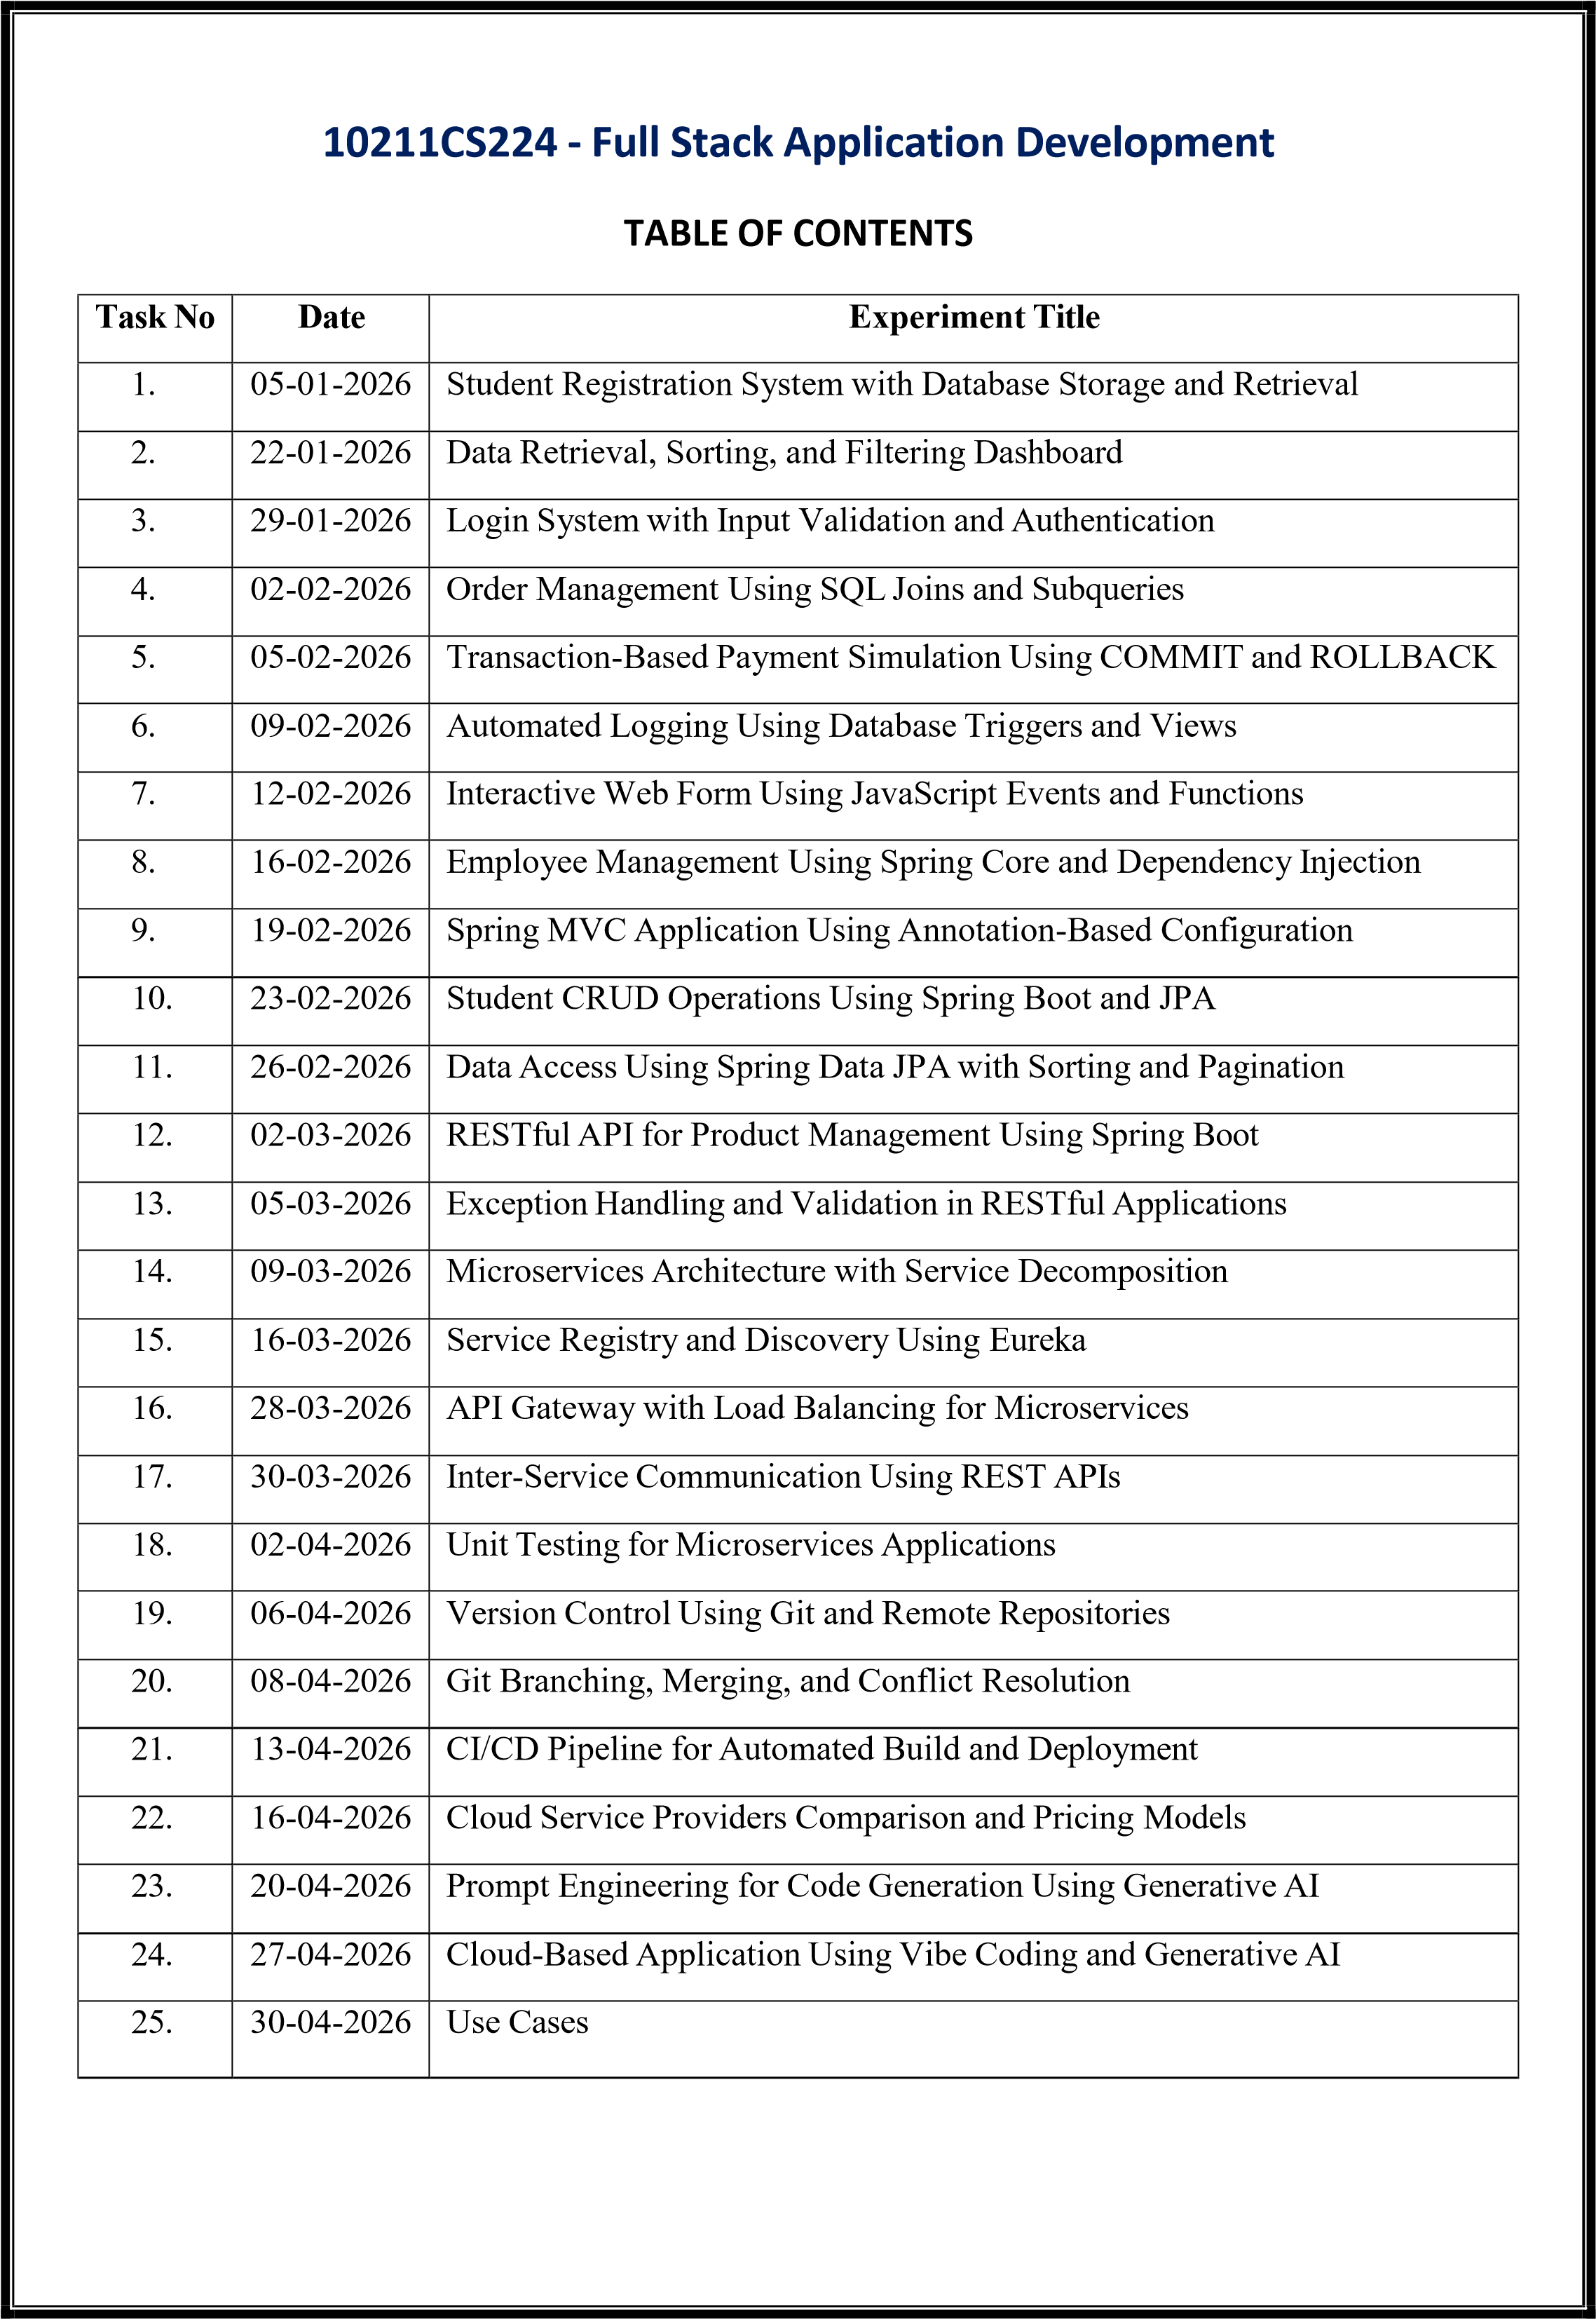 10211CS224 - Full Stack Application Development
TABLE OF CONTENTS
Task No Date Experiment Title
1. 05-01-2026 Student Registration System with Database Storage and Retrieval
2. 22-01-2026 Data Retrieval, Sorting, and Filtering Dashboard
3. 29-01-2026 Login System with Input Validation and Authentication
4. 02-02-2026 Order Management Using SQL Joins and Subqueries
5. 05-02-2026 Transaction-Based Payment Simulation Using COMMIT and ROLLBACK
6. 09-02-2026 Automated Logging Using Database Triggers and Views
7. 12-02-2026 Interactive Web Form Using JavaScript Events and Functions
8. 16-02-2026 Employee Management Using Spring Core and Dependency Injection
9. 19-02-2026 Spring MVC Application Using Annotation-Based Configuration
10. 23-02-2026 Student CRUD Operations Using Spring Boot and JPA
11. 26-02-2026 Data Access Using Spring Data JPA with Sorting and Pagination
12. 02-03-2026 RESTful API for Product Management Using Spring Boot
13. 05-03-2026 Exception Handling and Validation in RESTful Applications
14. 09-03-2026 Microservices Architecture with Service Decomposition
15. 16-03-2026 Service Registry and Discovery Using Eureka
16. 28-03-2026 API Gateway with Load Balancing for Microservices
17. 30-03-2026 Inter-Service Communication Using REST APIs
18. 02-04-2026 Unit Testing for Microservices Applications
19. 06-04-2026 Version Control Using Git and Remote Repositories
20. 08-04-2026 Git Branching, Merging, and Conflict Resolution
21. 13-04-2026 CI/CD Pipeline for Automated Build and Deployment
22. 16-04-2026 Cloud Service Providers Comparison and Pricing Models
23. 20-04-2026 Prompt Engineering for Code Generation Using Generative AI
24. 27-04-2026 Cloud-Based Application Using Vibe Coding and Generative AI
25. 30-04-2026 Use Cases